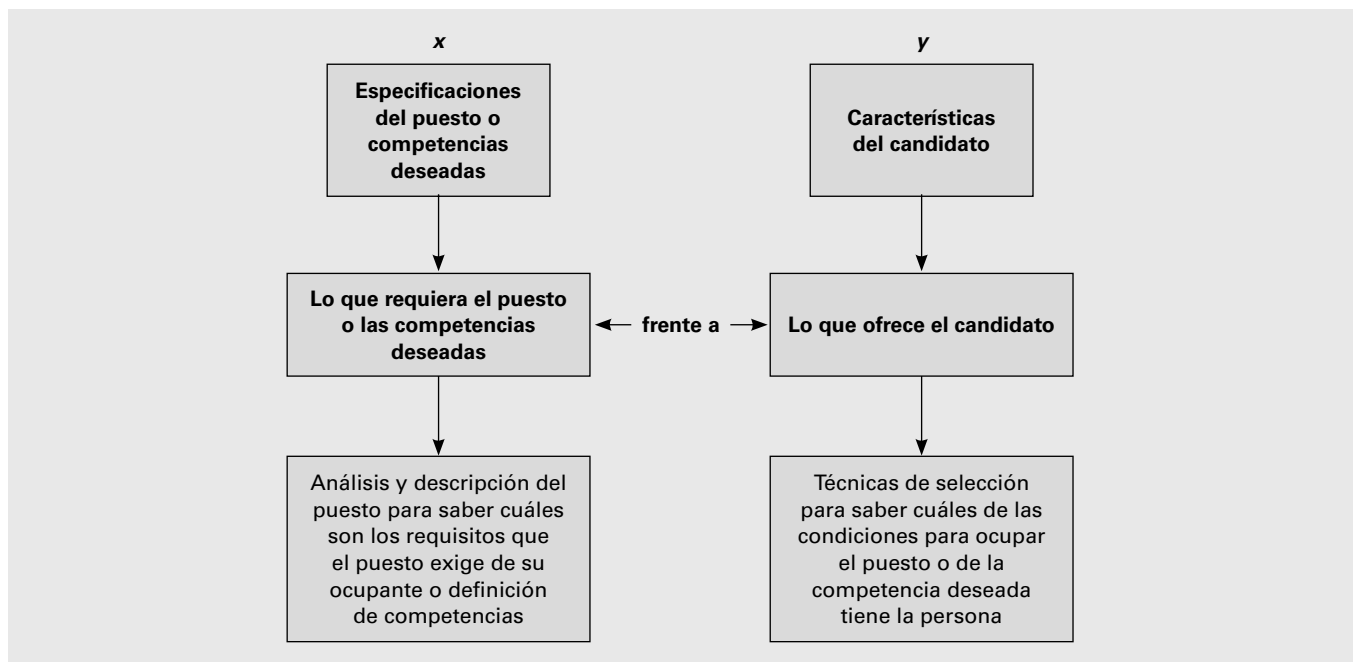 x
Especificaciones
del puesto o
competencias
deseadas
Lo que requiera el puesto
o las competencias
deseadas
Análisis y descripción del
puesto para saber cuáles
son los requisitos que
el puesto exige de su
ocupante o definición
de competencias
frente a
y
Características
del candidato
Lo que ofrece el candidato
Técnicas de selección
para saber cuáles de las
condiciones para ocupar
el puesto o de la
competencia deseada
tiene la persona